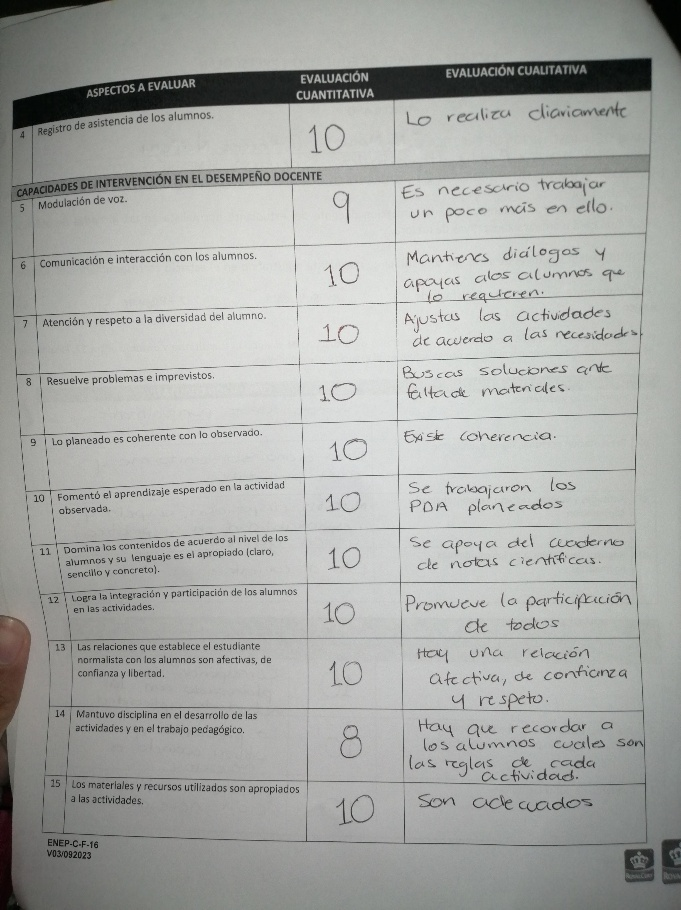 ASPECTOS A EVALUAR
EVALUACIÓN
CUANTITATIVA
EVALUACIÓN CUALITATIVA
4
Registro de asistencia de los alumnos.
10
Lo realiza diariamente
CAPACIDADES DE INTERVENCIÓN EN EL DESEMPEÑO DOCENTE
5
Modulación de voz.
9
Es necesario trabajar
un poco más en ello.
6
Comunicación e interacción con los alumnos.
10
Mantienes diálogos y
apoyas alos alumnos que
lo requieren.
7
Atención y respeto a la diversidad del alumno.
10
Ajustas las actividades
de acuerdo a las necesidades.
8
Resuelve problemas e imprevistos.
10
Buscas soluciones ante
falta de materiales.
9
Lo planeado es coherente con lo observado.
10
Existe coherencia.
10
Fomentó el aprendizaje esperado en la actividad
observada.
10
Se trabajaron los
PDA planeados
11
Domina los contenidos de acuerdo al nivel de los
alumnos y su lenguaje es el apropiado (claro,
sencillo y concreto).
10
Se apoya del cuaderno
de notas científicas.
12
Logra la integración y participación de los alumnos
en las actividades.
10
Promueve la participación
de todos
13
Las relaciones que establece el estudiante
normalista con los alumnos son afectivas, de
confianza y libertad.
10
Hay una relación
afectiva, de confianza
y respeto.
14
Mantuvo disciplina en el desarrollo de las
actividades y en el trabajo pedagógico.
8
Hay que recordar a
los alumnos cuales son
las reglas de cada
actividad.
15
Los materiales y recursos utilizados son apropiados
a las actividades.
10
Son adecuados
ENEP-C-F-16
V03/092023